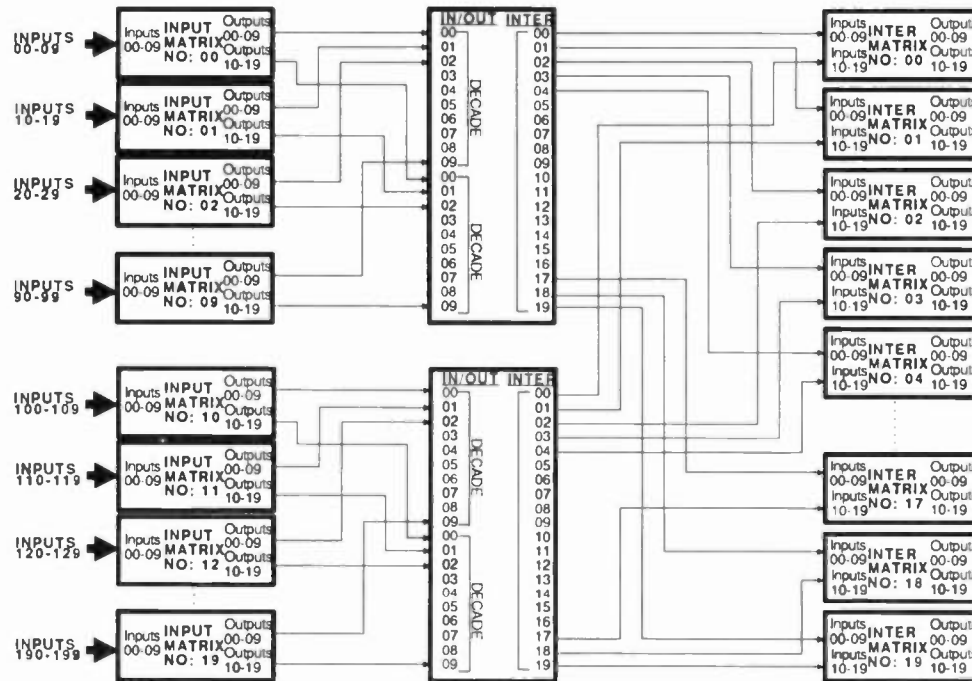 INPUTS
00-09
Inputs
00-09
INPUT
MATRIX
NO: 00
Outputs
00-09
Outputs
10-19
INPUTS
10-19
Inputs
00-09
INPUT
MATRIX
NO: 01
Outputs
00-09
Outputs
10-19
INPUTS
20-29
Inputs
00-09
INPUT
MATRIX
NO: 02
Outputs
00-09
Outputs
10-19
INPUTS
90-99
Inputs
00-09
INPUT
MATRIX
NO: 09
Outputs
00-09
Outputs
10-19
IN/OUT INTER
00 00
01 01
02 02
03 03
04 04
05 05
06 06
07 07
08 08
09 09
00 10
01 11
02 12
03 13
04 14
05 15
06 16
07 17
08 18
09 19
DECADE
DECADE
Inputs
00-09
Inputs
10-19
INTER
MATRIX
NO: 00
Output
00-09
Output
10-19
Inputs
00-09
Inputs
10-19
INTER
MATRIX
NO: 01
Output
00-09
Output
10-19
Inputs
00-09
Inputs
10-19
INTER
MATRIX
NO: 02
Output
00-09
Output
10-19
Inputs
00-09
Inputs
10-19
INTER
MATRIX
NO: 03
Output
00-09
Output
10-19
Inputs
00-09
Inputs
10-19
INTER
MATRIX
NO: 04
Output
00-09
Output
10-19
INPUTS
100-109
Inputs
00-09
INPUT
MATRIX
NO: 10
Outputs
00-09
Outputs
10-19
INPUTS
110-119
Inputs
00-09
INPUT
MATRIX
NO: 11
Outputs
00-09
Outputs
10-19
INPUTS
120-129
Inputs
00-09
INPUT
MATRIX
NO: 12
Outputs
00-09
Outputs
10-19
INPUTS
190-199
Inputs
00-09
INPUT
MATRIX
NO: 19
Outputs
00-09
Outputs
10-19
IN/OUT INTER
00 00
01 01
02 02
03 03
04 04
05 05
06 06
07 07
08 08
09 09
00 10
01 11
02 12
03 13
04 14
05 15
06 16
07 17
08 18
09 19
DECADE
DECADE
Inputs
00-09
Inputs
10-19
INTER
MATRIX
NO: 17
Output
00-09
Output
10-19
Inputs
00-09
Inputs
10-19
INTER
MATRIX
NO: 18
Output
00-09
Output
10-19
Inputs
00-09
Inputs
10-19
INTER
MATRIX
NO: 19
Output
00-09
Output
10-19